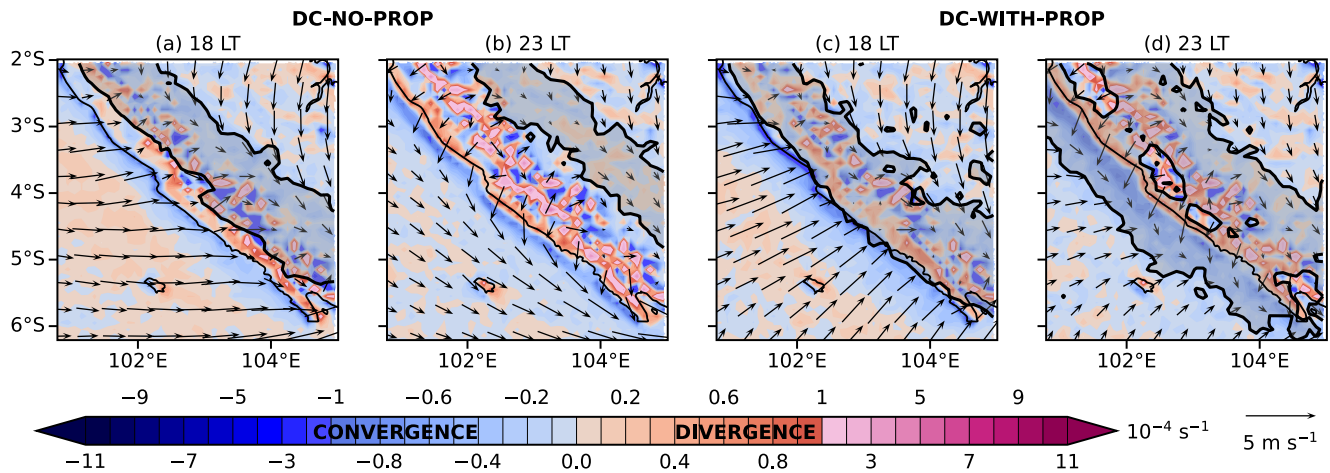 DC-NO-PROP DC-WITH-PROP
(a) 18 LT (b) 23 LT (c) 18 LT (d) 23 LT
2°S
3°S
4°S
5°S
6°S
102°E 104°E 102°E 104°E 102°E 104°E 102°E 104°E
−9 −5 −1 −0.6 −0.2 0.2 0.6 1 5 9
CONVERGENCE DIVERGENCE 10⁻⁴ s⁻¹
−11 −7 −3 −0.8 −0.4 0.0 0.4 0.8 3 7 11
5 m s⁻¹